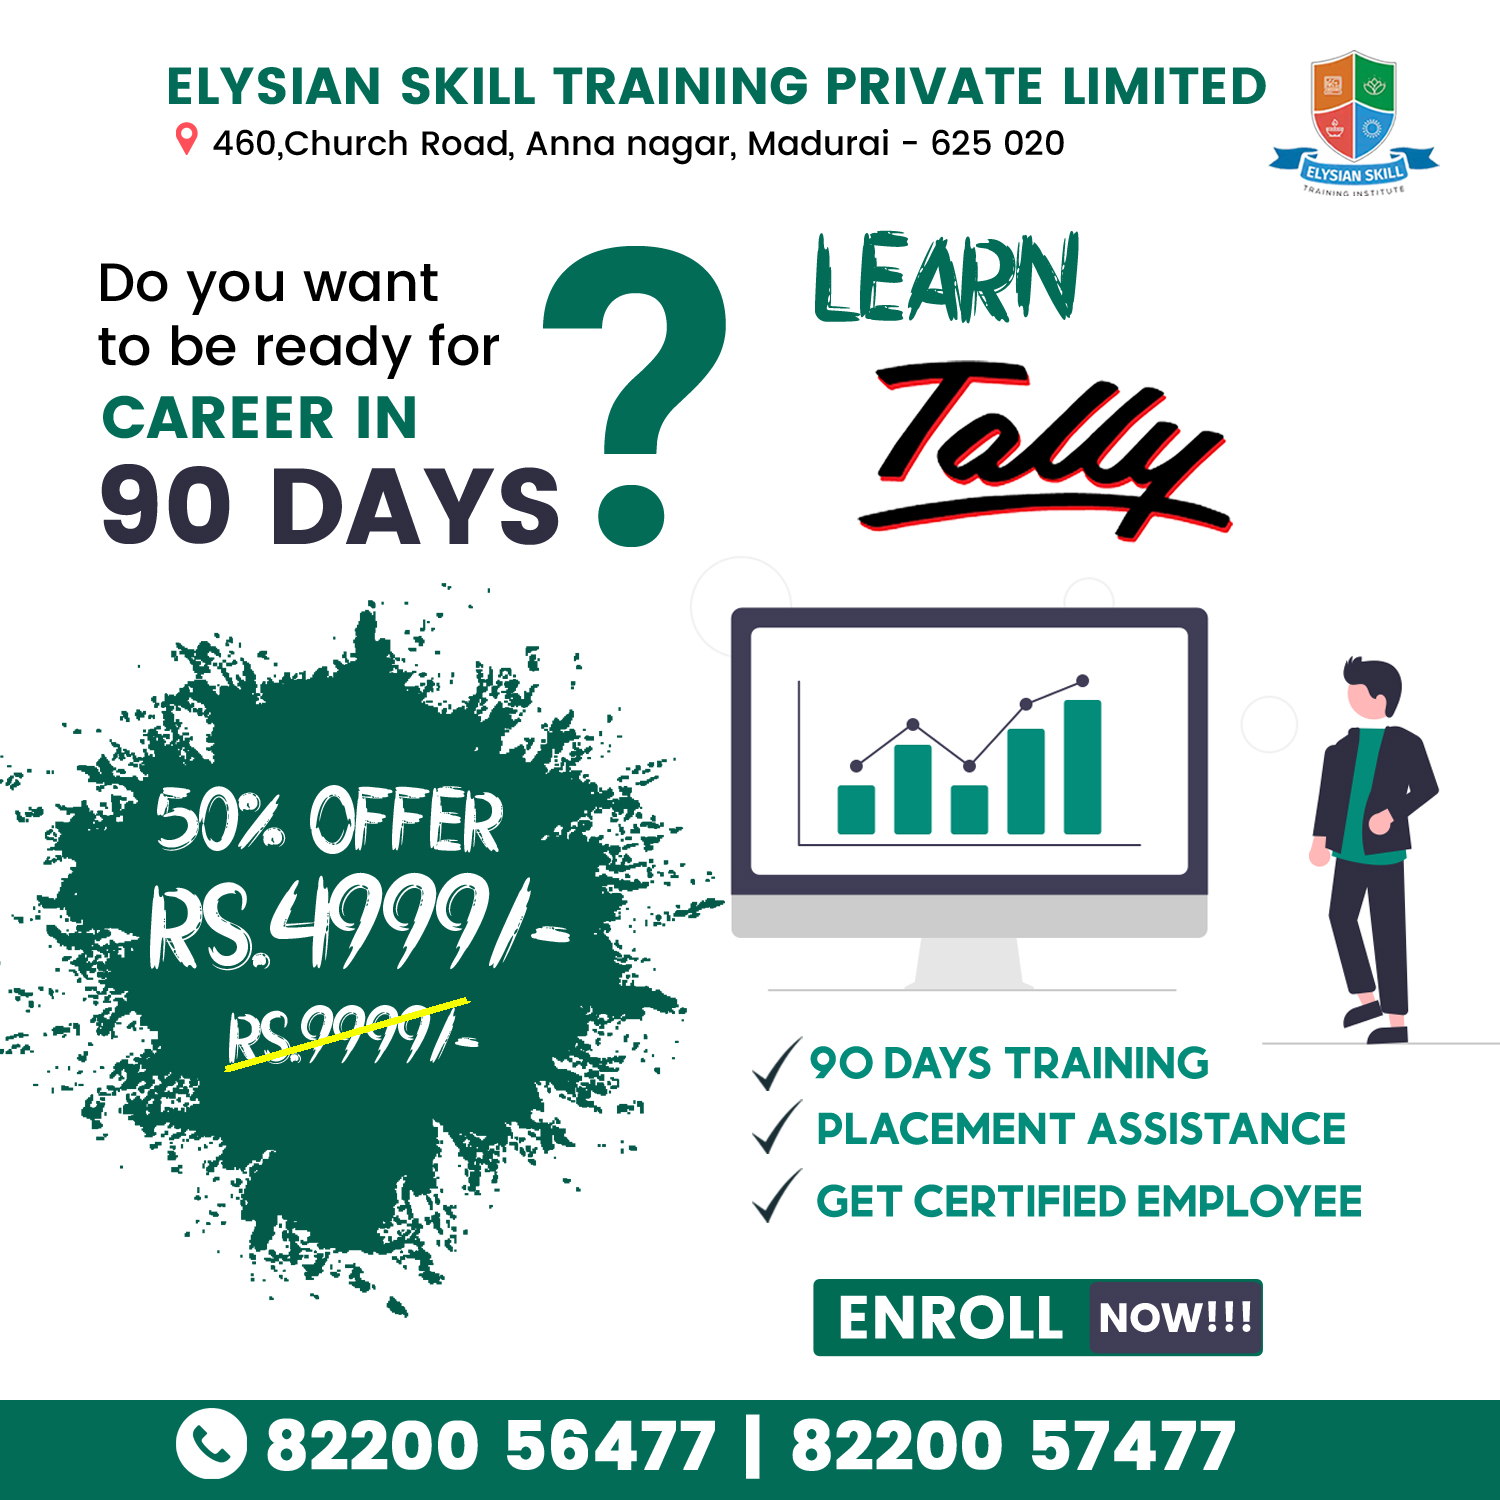 ELYSIAN SKILL TRAINING PRIVATE LIMITED
460,Church Road, Anna nagar, Madurai - 625 020
ELYSIAN SKILL
TRAINING INSTITUTE
Do you want
to be ready for
CAREER IN
90 DAYS?
LEARN
Tally
50% OFFER
RS.4999/-
RS.9999/-
90 DAYS TRAINING
PLACEMENT ASSISTANCE
GET CERTIFIED EMPLOYEE
ENROLL NOW!!!
82200 56477 | 82200 57477